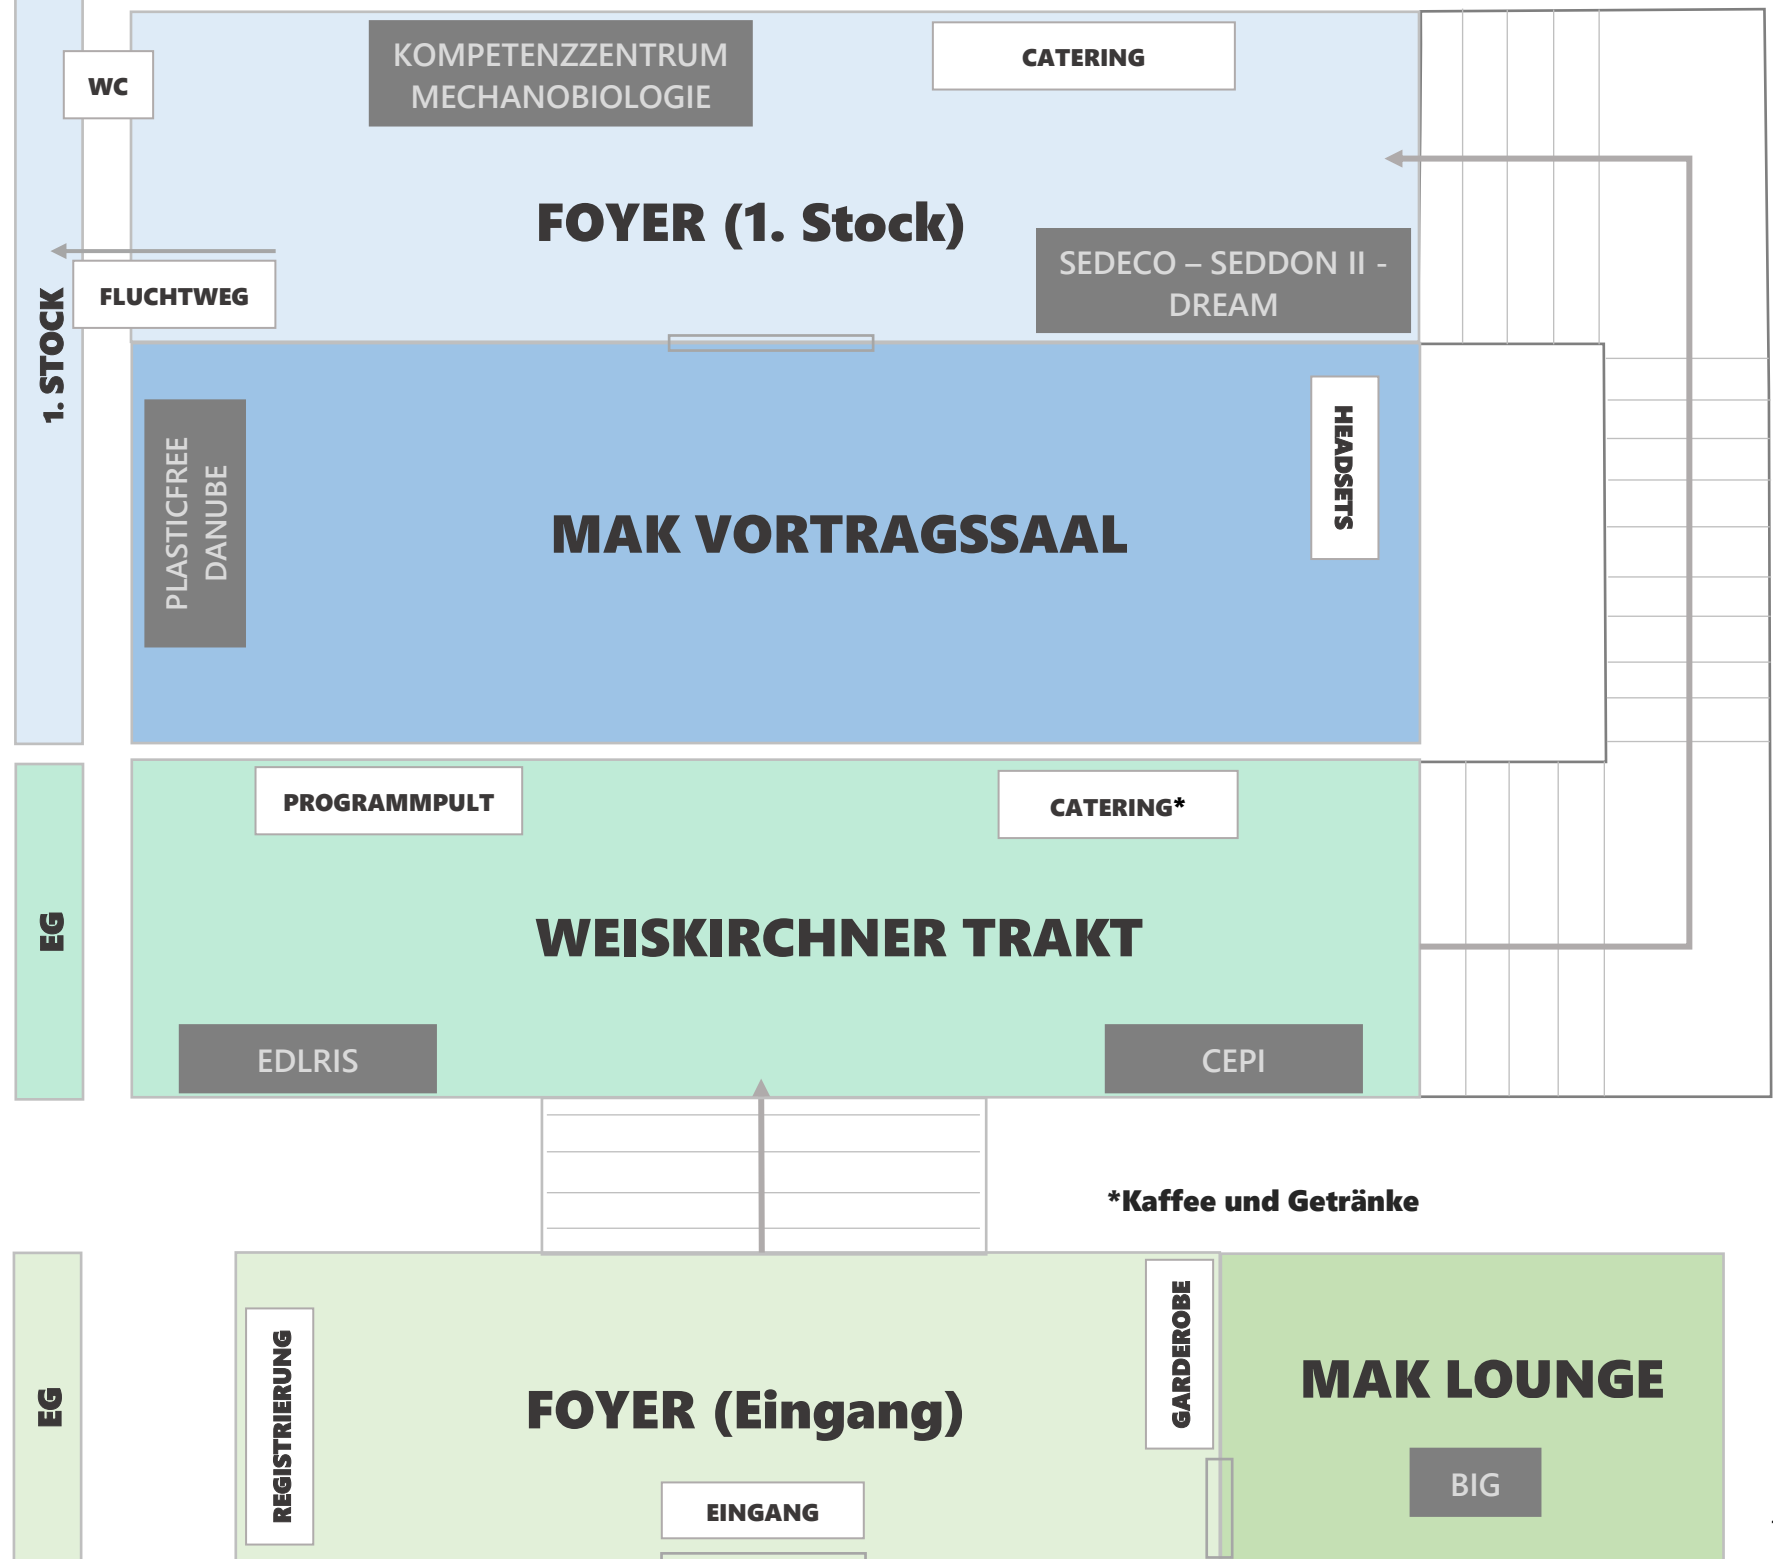 KOMPETENZZENTRUM
MECHANOBIOLOGIE
CATERING
WC
FOYER (1. Stock)
SEDECO – SEDDON II -
DREAM
FLUCHTWEG
1. STOCK
PLASTICFREE
DANUBE
MAK VORTRAGSSAAL
HEADSETS
PROGRAMMPULT
CATERING*
EG
WEISKIRCHNER TRAKT
EDLRIS
CEPI
*Kaffee und Getränke
EG
REGISTRIERUNG
FOYER (Eingang)
GARDEROBE
MAK LOUNGE
BIG
EINGANG